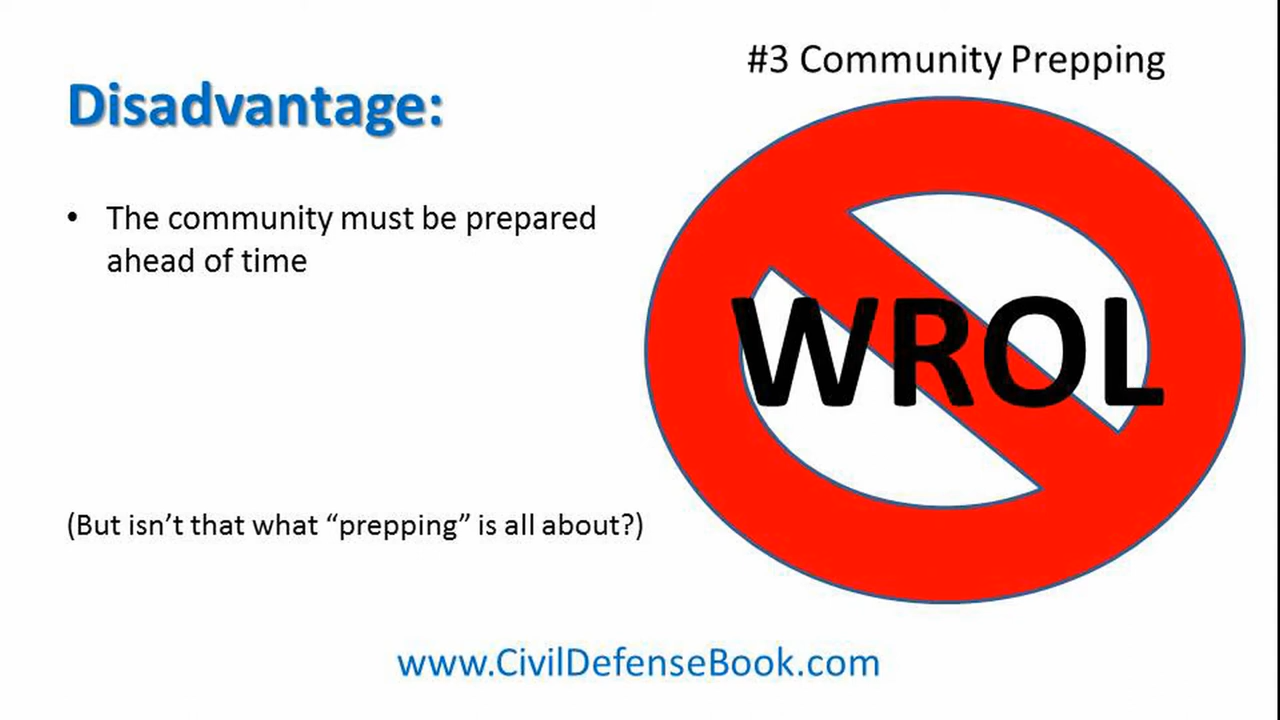 #3 Community Prepping
Disadvantage:
• The community must be prepared
ahead of time
WROL
(But isn’t that what “prepping” is all about?)
www.CivilDefenseBook.com